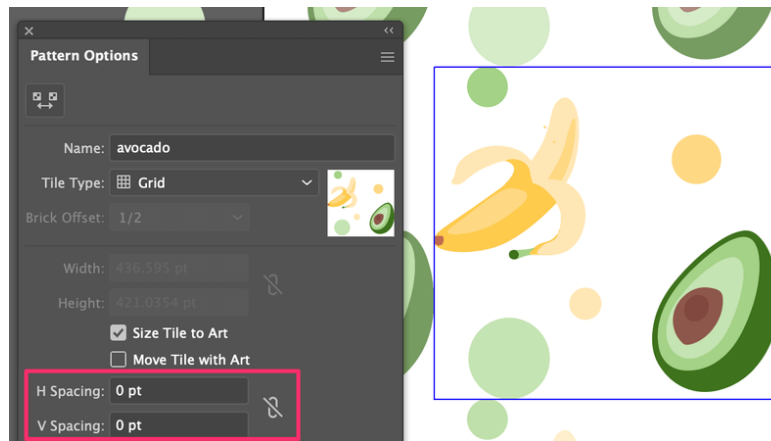 Pattern Options
Name: avocado
Tile Type: Grid
Brick Offset: 1/2
Width: 436.595 pt
Height: 421.0354 pt
Size Tile to Art
Move Tile with Art
H Spacing: 0 pt
V Spacing: 0 pt